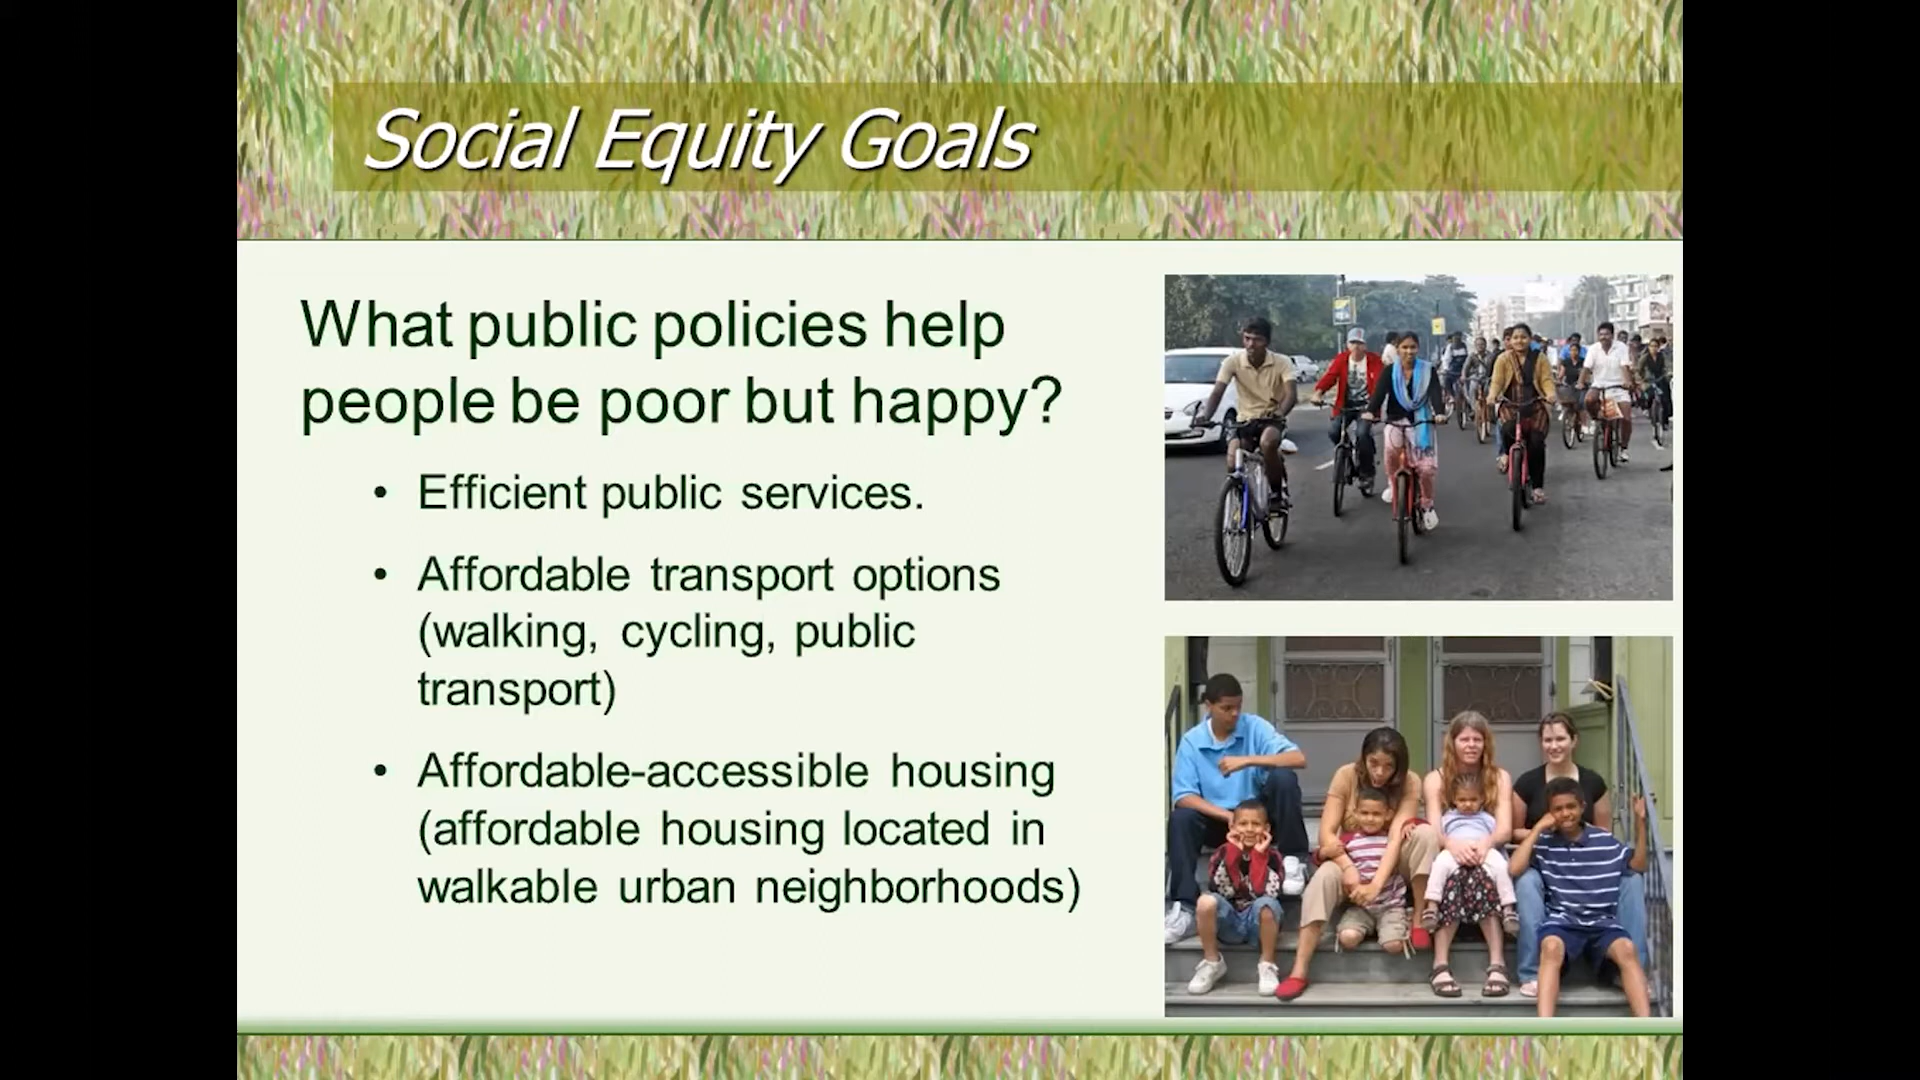 Social Equity Goals
What public policies help
people be poor but happy?
• Efficient public services.
• Affordable transport options
(walking, cycling, public
transport)
• Affordable-accessible housing
(affordable housing located in
walkable urban neighborhoods)